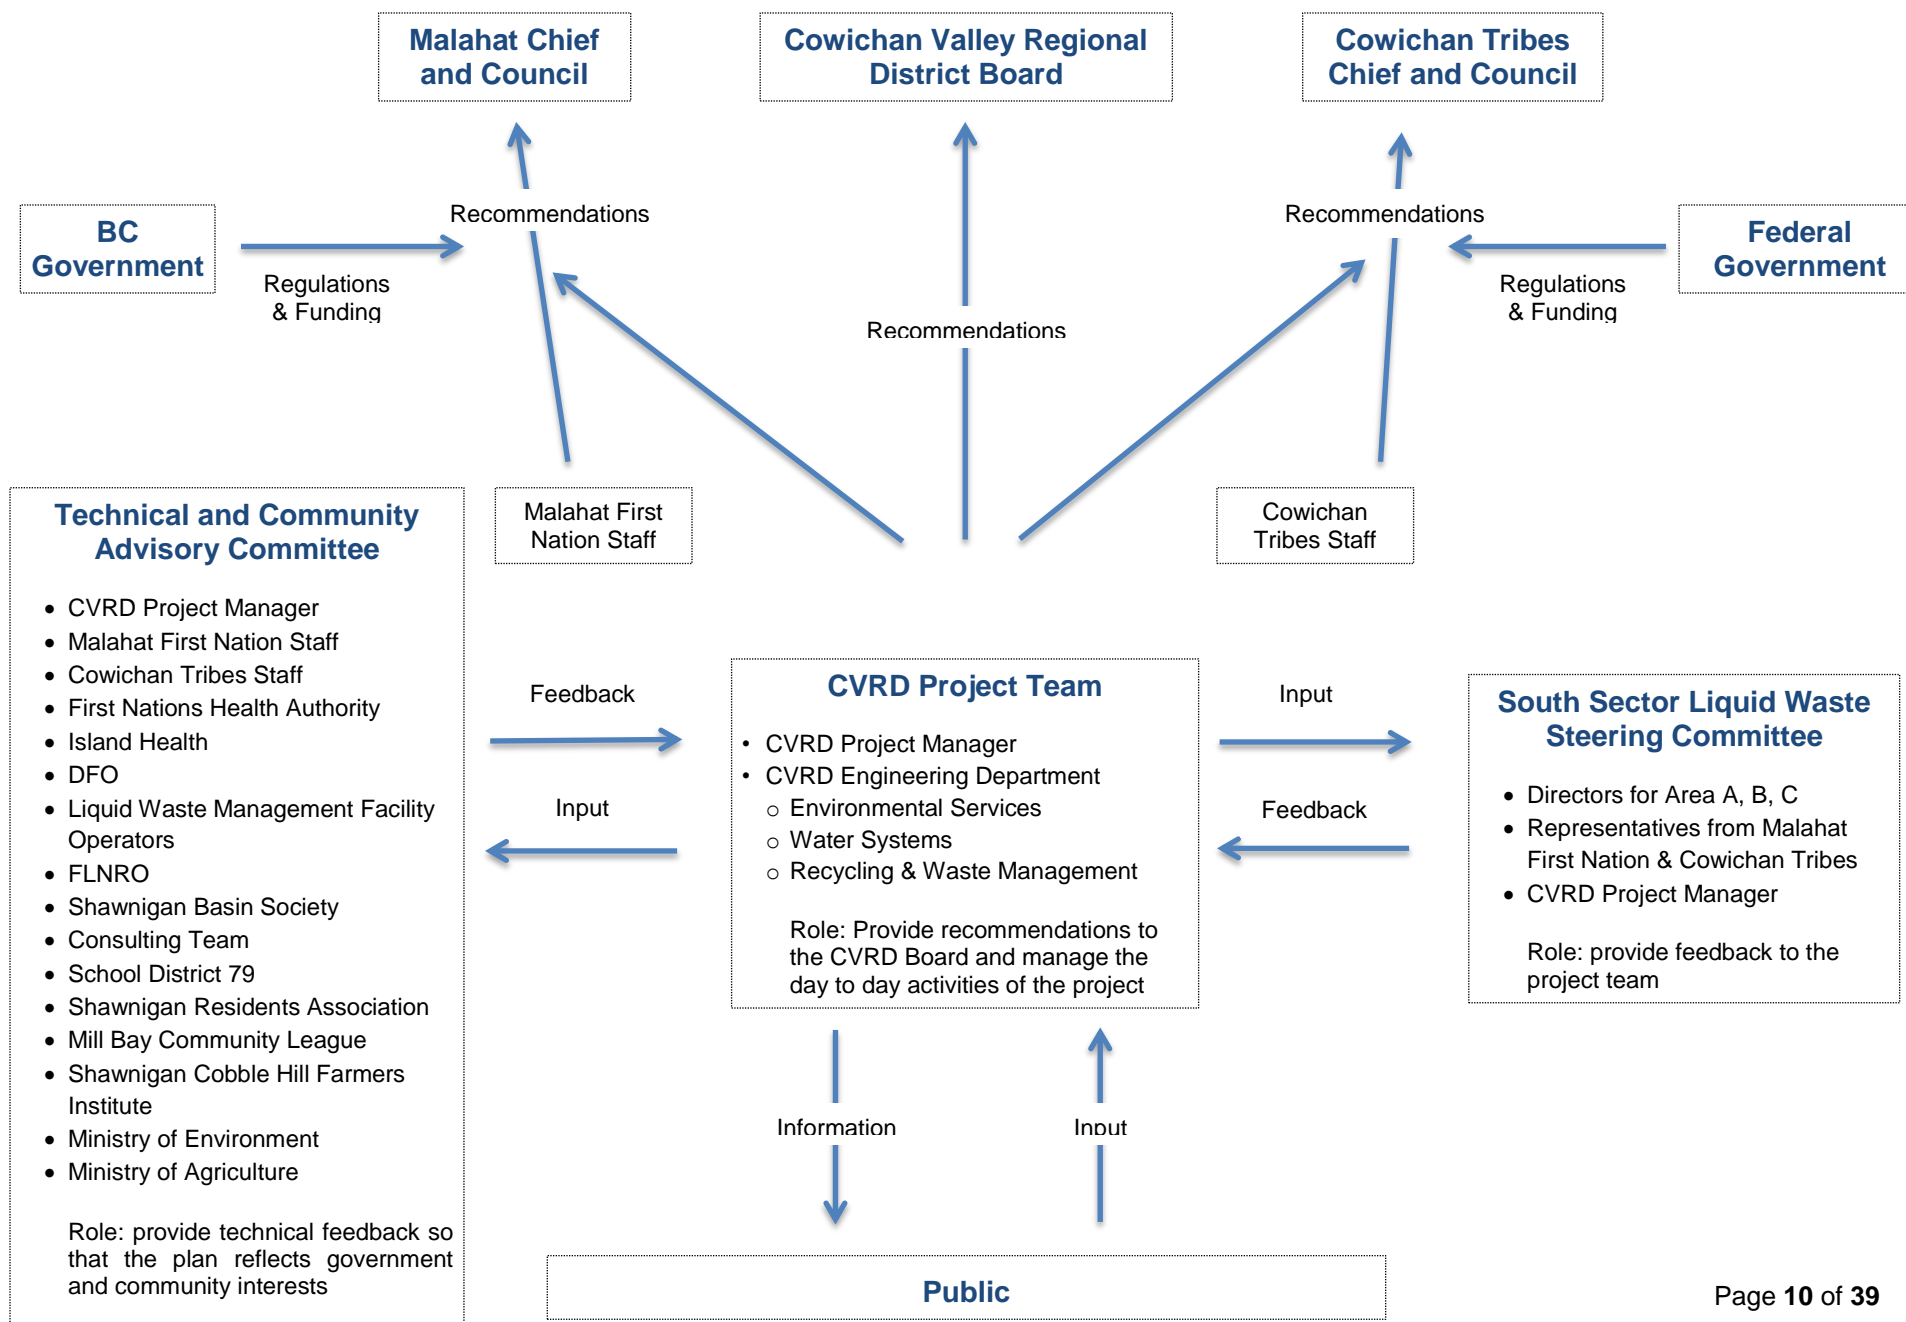 Malahat Chief
and Council
Cowichan Valley Regional
District Board
Cowichan Tribes
Chief and Council
BC
Government
Regulations
& Funding
Recommendations
Recommendations
Recommendations
Regulations
& Funding
Federal
Government
Malahat First
Nation Staff
Cowichan
Tribes Staff
Technical and Community
Advisory Committee
• CVRD Project Manager
• Malahat First Nation Staff
• Cowichan Tribes Staff
• First Nations Health Authority
• Island Health
• DFO
• Liquid Waste Management Facility
Operators
• FLNRO
• Shawnigan Basin Society
• Consulting Team
• School District 79
• Shawnigan Residents Association
• Mill Bay Community League
• Shawnigan Cobble Hill Farmers
Institute
• Ministry of Environment
• Ministry of Agriculture
Role: provide technical feedback so
that the plan reflects government
and community interests
Feedback
Input
CVRD Project Team
• CVRD Project Manager
• CVRD Engineering Department
o Environmental Services
o Water Systems
o Recycling & Waste Management
Role: Provide recommendations to
the CVRD Board and manage the
day to day activities of the project
Input
Feedback
South Sector Liquid Waste
Steering Committee
• Directors for Area A, B, C
• Representatives from Malahat
First Nation & Cowichan Tribes
• CVRD Project Manager
Role: provide feedback to the
project team
Information
Input
Public
Page 10 of 39